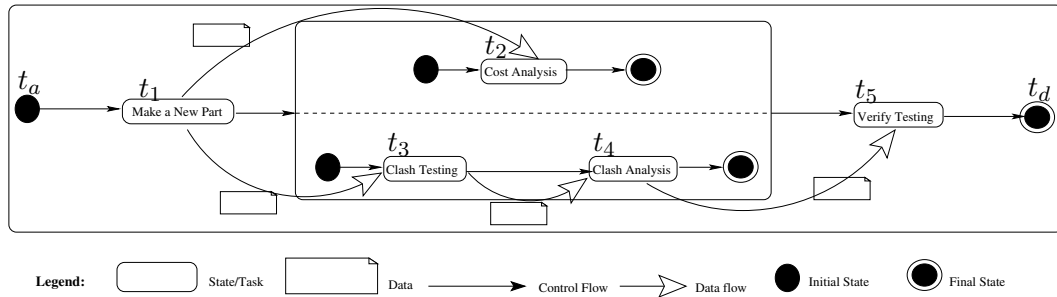 t_2
Cost Analysis
t_a
t_1
Make a New Part
t_5
Verify Testing
t_d
t_3
Clash Testing
t_4
Clash Analysis
Legend: State/Task Data Control Flow Data flow Initial State Final State